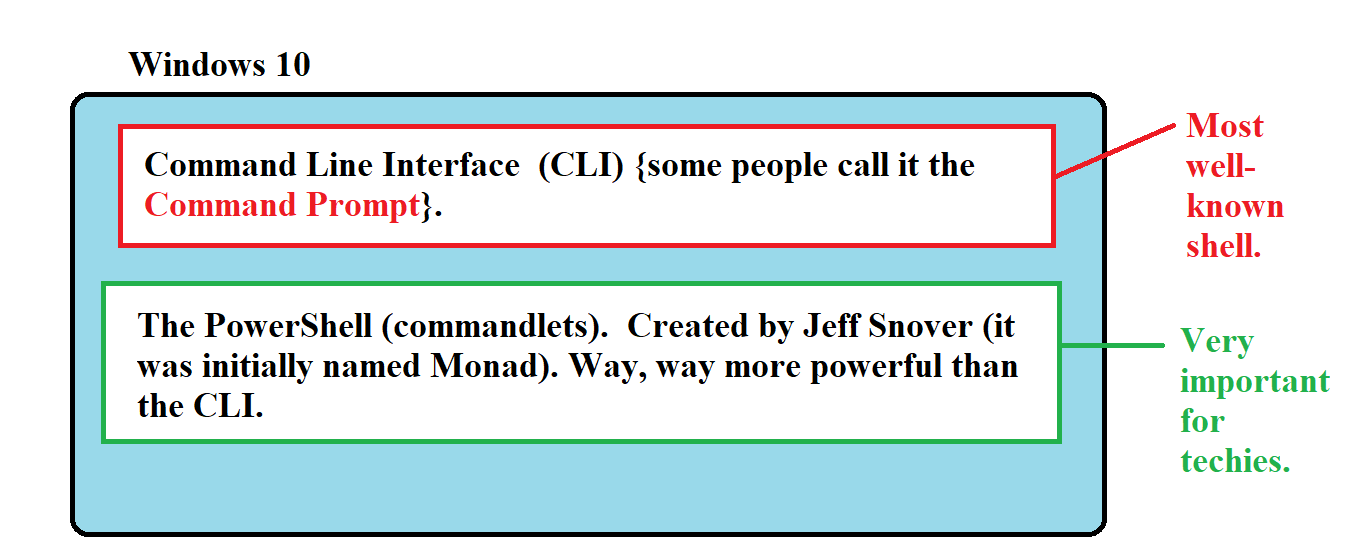 Windows 10
Command Line Interface  (CLI) {some people call it the
Command Prompt}.
Most
well-
known
shell.
The PowerShell (commandlets).  Created by Jeff Snover (it
was initially named Monad). Way, way more powerful than
the CLI.
Very
important
for
techies.